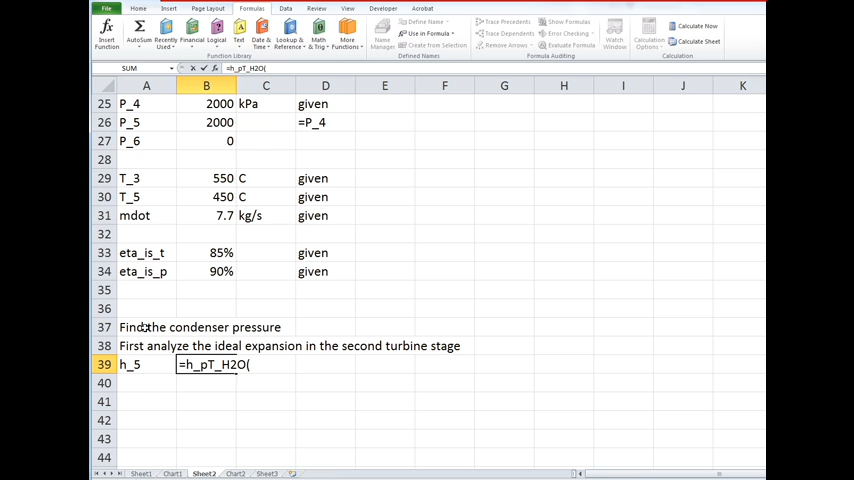 File Home Insert Page Layout Formulas Data Review View Developer Acrobat
Insert Function AutoSum Recently Used Financial Logical Text Date & Time Lookup & Reference Math & Trig More Functions Name Manager Define Name Use in Formula Create from Selection Trace Precedents Trace Dependents Remove Arrows Show Formulas Error Checking Evaluate Formula Watch Window Calculation Options Calculate Now Calculate Sheet
Function Library Defined Names Formula Auditing Calculation
SUM =h_pT_H2O(
A B C D E F G H I J K
25 P_4 2000 kPa given
26 P_5 2000 =P_4
27 P_6 0
28
29 T_3 550 C given
30 T_5 450 C given
31 mdot 7.7 kg/s given
32
33 eta_is_t 85% given
34 eta_is_p 90% given
35
36
37 Find the condenser pressure
38 First analyze the ideal expansion in the second turbine stage
39 h_5 =h_pT_H2O(
40
41
42
43
44
Sheet1 Chart1 Sheet2 Chart2 Sheet3